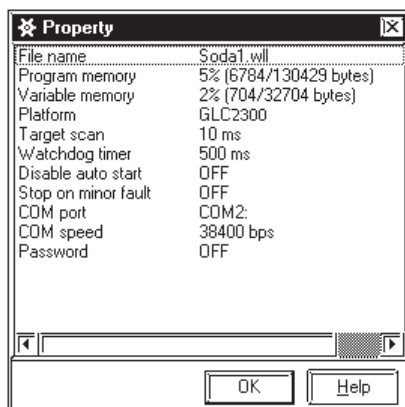 Property
File name Soda1.wll
Program memory 5% (6784/130429 bytes)
Variable memory 2% (704/32704 bytes)
Platform GLC2300
Target scan 10 ms
Watchdog timer 500 ms
Disable auto start OFF
Stop on minor fault OFF
COM port COM2:
COM speed 38400 bps
Password OFF
OK Help